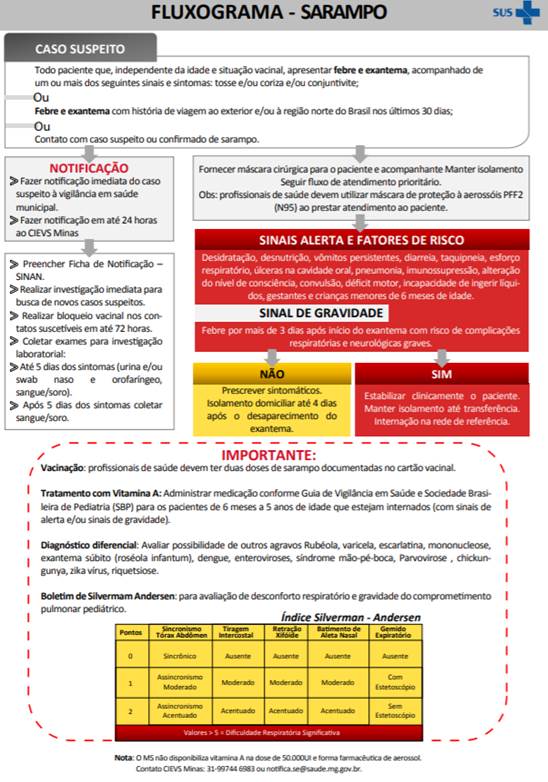 FLUXOGRAMA - SARAMPO
SUS
CASO SUSPEITO
Todo paciente que, independente da idade e situação vacinal, apresentar febre e exantema, acompanhado de
um ou mais dos seguintes sinais e sintomas: tosse e/ou coriza e/ou conjuntivite;
Ou
Febre e exantema com história de viagem ao exterior e/ou à região norte do Brasil nos últimos 30 dias;
Ou
Contato com caso suspeito ou confirmado de sarampo.
NOTIFICAÇÃO
Fazer notificação imediata do caso
suspeito à vigilância em saúde
municipal.
Fazer notificação em até 24 horas
ao CIEVS Minas
Preencher Ficha de Notificação –
SINAN.
Realizar investigação imediata para
busca de novos casos suspeitos.
Realizar bloqueio vacinal nos con-
tatos suscetíveis em até 72 horas.
Coletar exames para investigação
laboratorial:
Até 5 dias dos sintomas (urina e/ou
swab naso e orofaríngeo,
sangue/soro).
Após 5 dias dos sintomas coletar
sangue/soro.
Fornecer máscara cirúrgica para o paciente e acompanhante Manter isolamento
Seguir fluxo de atendimento prioritário.
Obs: profissionais de saúde devem utilizar máscara de proteção à aerossóis PFF2
(N95) ao prestar atendimento ao paciente.
SINAIS ALERTA E FATORES DE RISCO
Desidratação, desnutrição, vômitos persistentes, diarreia, taquipneia, esforço
respiratório, úlceras na cavidade oral, pneumonia, imunossupressão, alteração
do nível de consciência, convulsão, déficit motor, incapacidade de ingerir líqui-
dos, gestantes e crianças menores de 6 meses de idade.
SINAL DE GRAVIDADE
Febre por mais de 3 dias após início do exantema com risco de complicações
respiratórias e neurológicas graves.
NÃO
Prescrever sintomáticos.
Isolamento domiciliar até 4 dias
após o desaparecimento do
exantema.
SIM
Estabilizar clinicamente o paciente.
Manter isolamento até transferência.
Internação na rede de referência.
IMPORTANTE:
Vacinação: profissionais de saúde devem ter duas doses de sarampo documentadas no cartão vacinal.
Tratamento com Vitamina A: Administrar medicação conforme Guia de Vigilância em Saúde e Sociedade Brasi-
leira de Pediatria (SBP) para os pacientes de 6 meses a 5 anos de idade que estejam internados (com sinais de
alerta e/ou sinais de gravidade).
Diagnóstico diferencial: Avaliar possibilidade de outros agravos Rubéola, varicela, escarlatina, mononucleose,
exantema súbito (roséola infantum), dengue, enteroviroses, síndrome mão-pé-boca, Parvovirose , chickun-
gunya, zika vírus, riquetsiose.
Boletim de Silvermam Andersen: para avaliação de desconforto respiratório e gravidade do comprometimento
pulmonar pediátrico.
Índice Silverman - Andersen
Pontos Sincronismo Tórax Abdômen Tiragem Intercostal Retração Xifóide Batimento de Aleta Nasal Gemido Expiratório
0 Sincrônico Ausente Ausente Ausente Ausente
1 Assincronismo Moderado Moderado Moderado Moderado Com Estetoscópio
2 Assincronismo Acentuado Acentuado Acentuado Acentuado Sem Estetoscópio
Valores > 5 = Dificuldade Respiratória Significativa
Nota: O MS não disponibiliza vitamina A na dose de 50.000UI e forma farmacêutica de aerossol.
Contato CIEVS Minas: 31-99744 6983 ou notifica.se@saude.mg.gov.br.